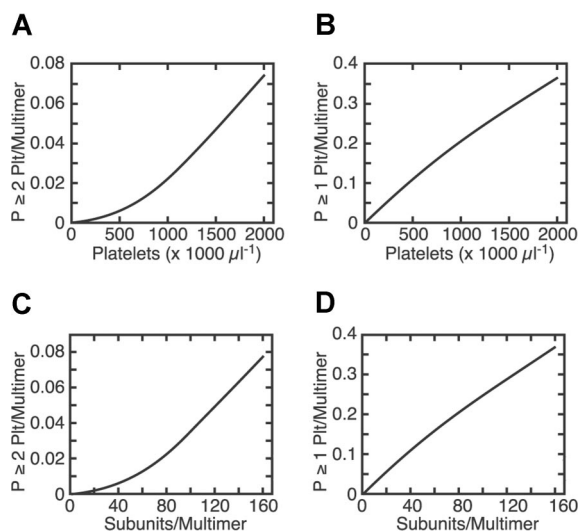 A
P ≥ 2 Plt/Multimer
0.08
0.06
0.04
0.02
0
0 500 1000 1500 2000
Platelets (x 1000 µl-1)
B
P ≥ 1 Plt/Multimer
0.4
0.3
0.2
0.1
0
0 500 1000 1500 2000
Platelets (x 1000 µl-1)
C
P ≥ 2 Plt/Multimer
0.08
0.06
0.04
0.02
0
0 40 80 120 160
Subunits/Multimer
D
P ≥ 1 Plt/Multimer
0.4
0.3
0.2
0.1
0
0 40 80 120 160
Subunits/Multimer